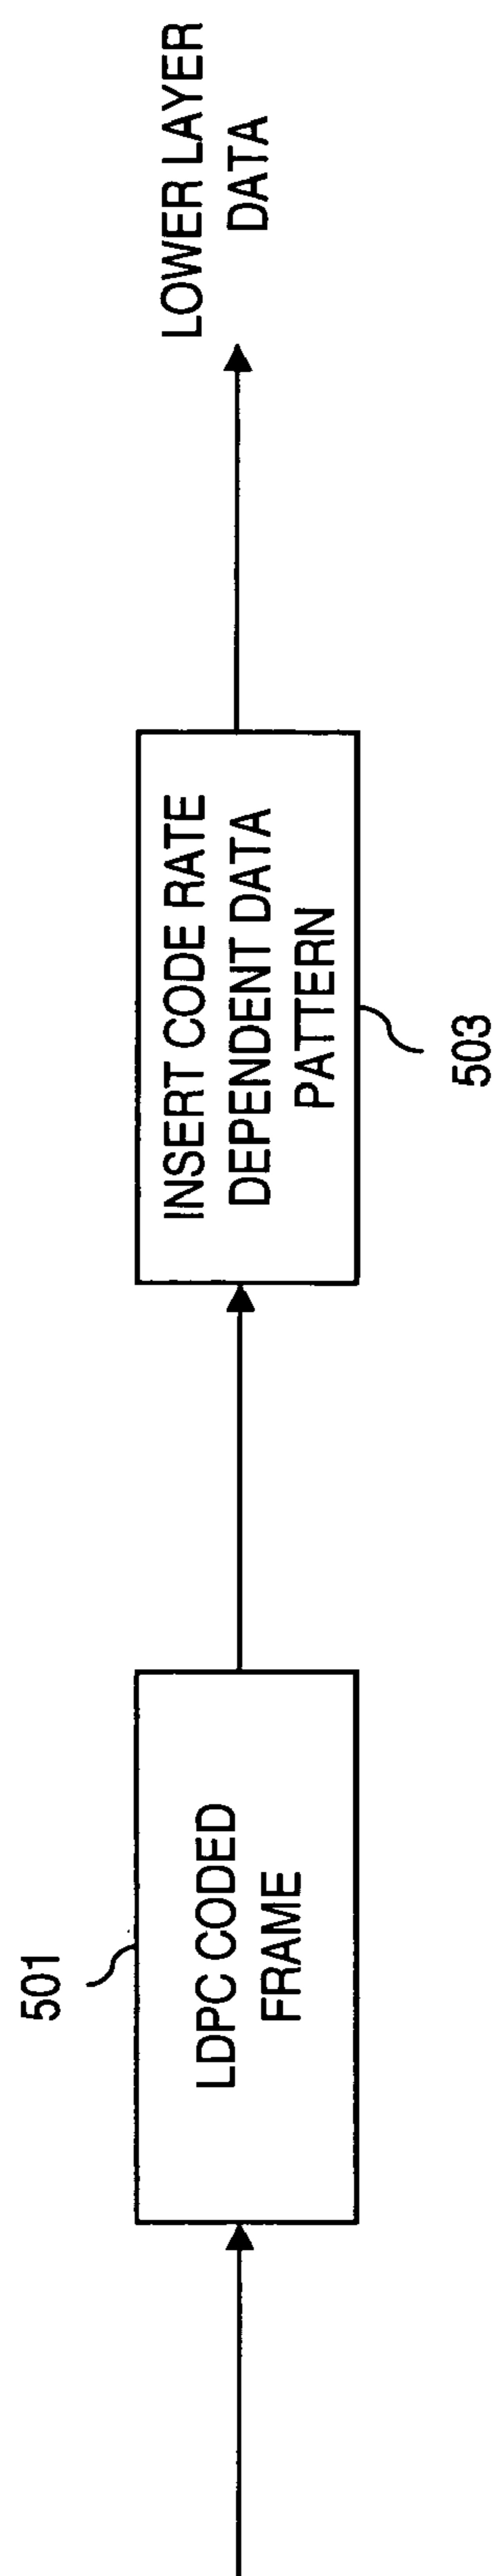 501
LDPC CODED
FRAME
INSERT CODE RATE
DEPENDENT DATA
PATTERN
503
LOWER LAYER
DATA